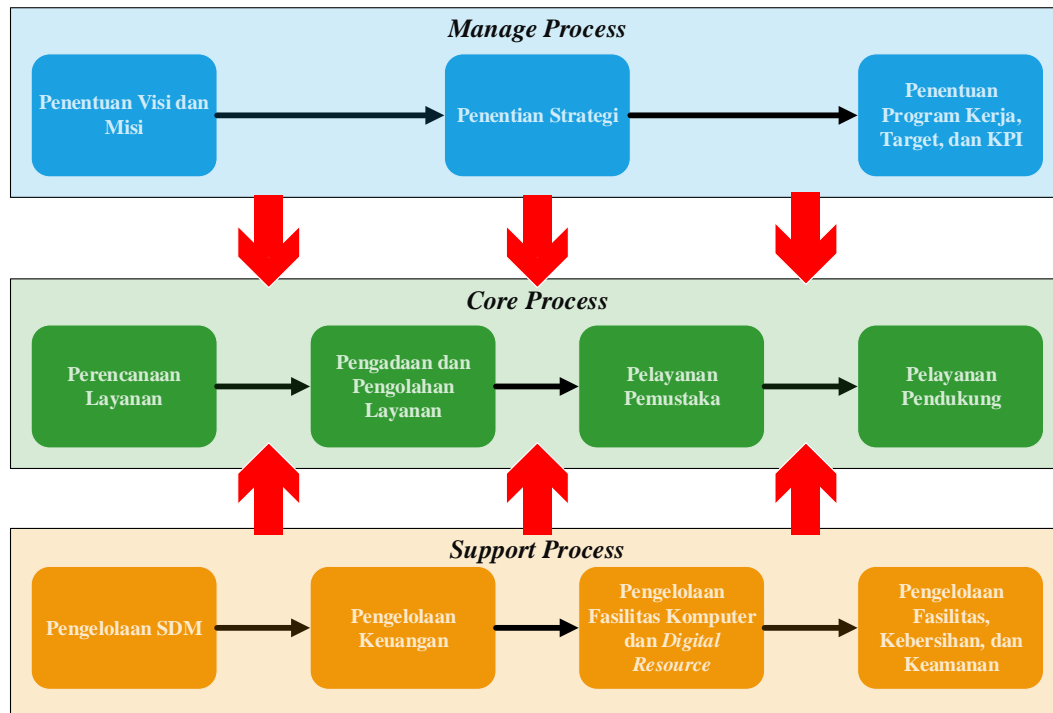 Manage Process
Penentuan Visi dan
Misi
Penentian Strategi
Penentuan
Program Kerja,
Target, dan KPI
Core Process
Perencanaan
Layanan
Pengadaan dan
Pengolahan
Layanan
Pelayanan
Pemustaka
Pelayanan
Pendukung
Support Process
Pengelolaan SDM
Pengelolaan
Keuangan
Pengelolaan
Fasilitas Komputer
dan Digital
Resource
Pengelolaan
Fasilitas,
Kebersihan, dan
Keamanan